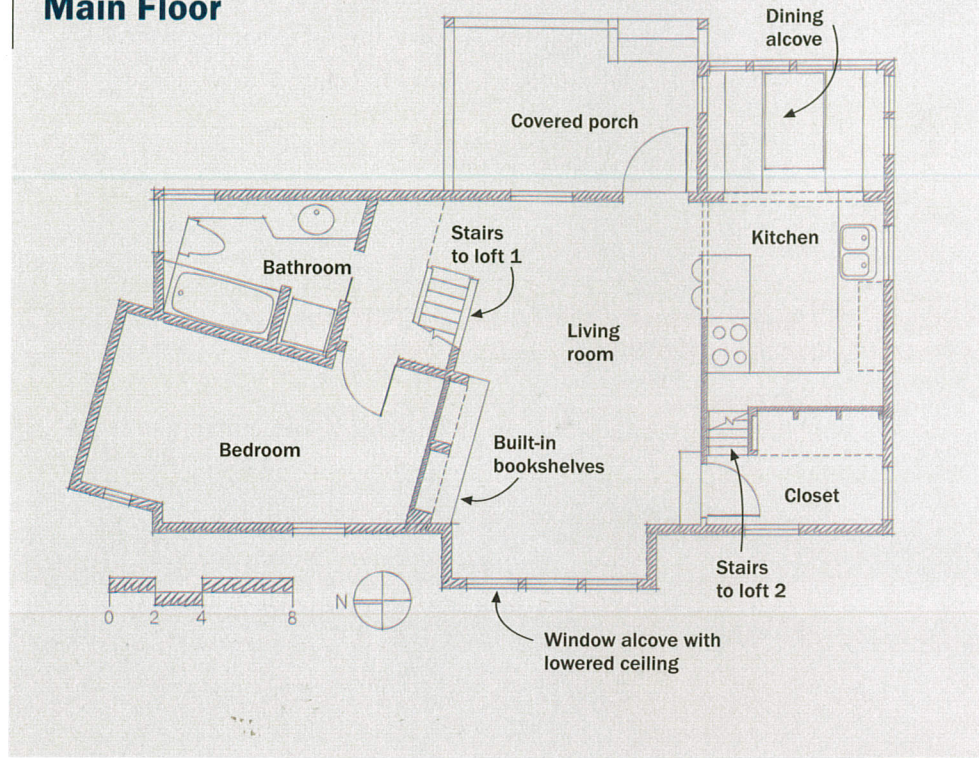 Main Floor
Dining
alcove
Covered porch
Stairs
to loft 1
Kitchen
Bathroom
Living
room
Bedroom
Built-in
bookshelves
Closet
Stairs
to loft 2
0 2 4 8
N
Window alcove with
lowered ceiling